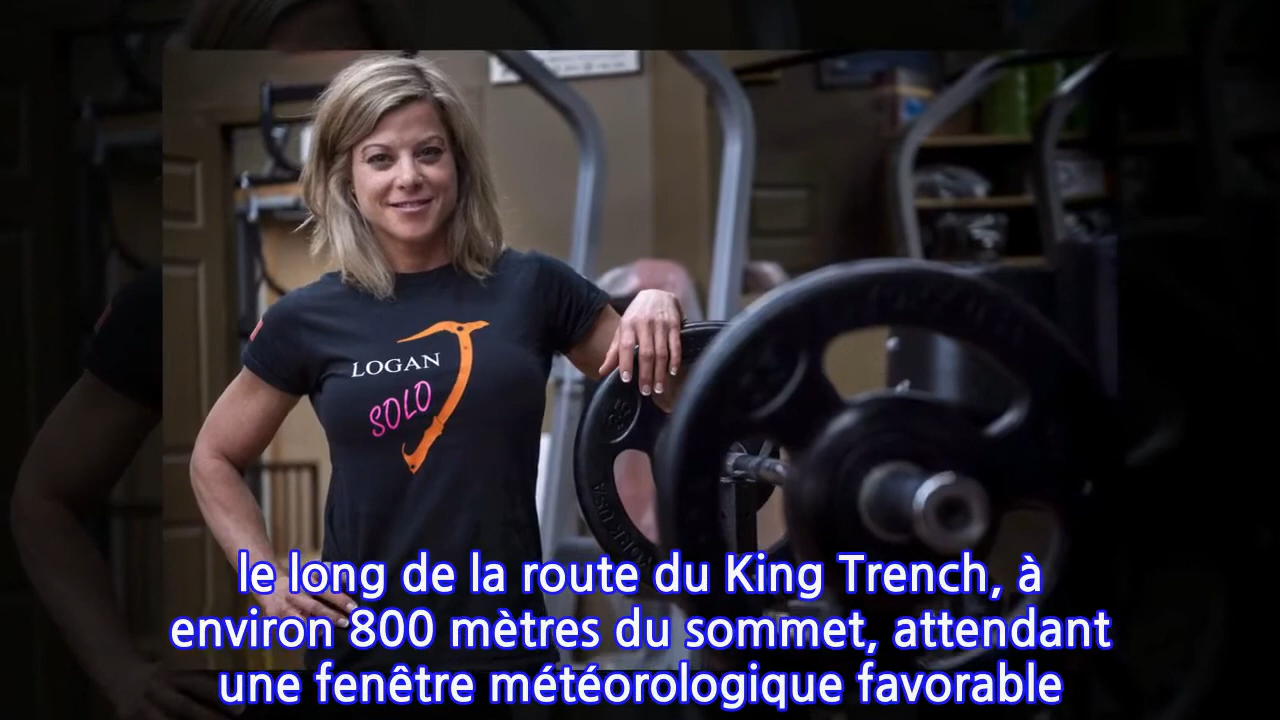 LOGAN
SOLO
le long de la route du King Trench, à
environ 800 mètres du sommet, attendant
une fenêtre météorologique favorable